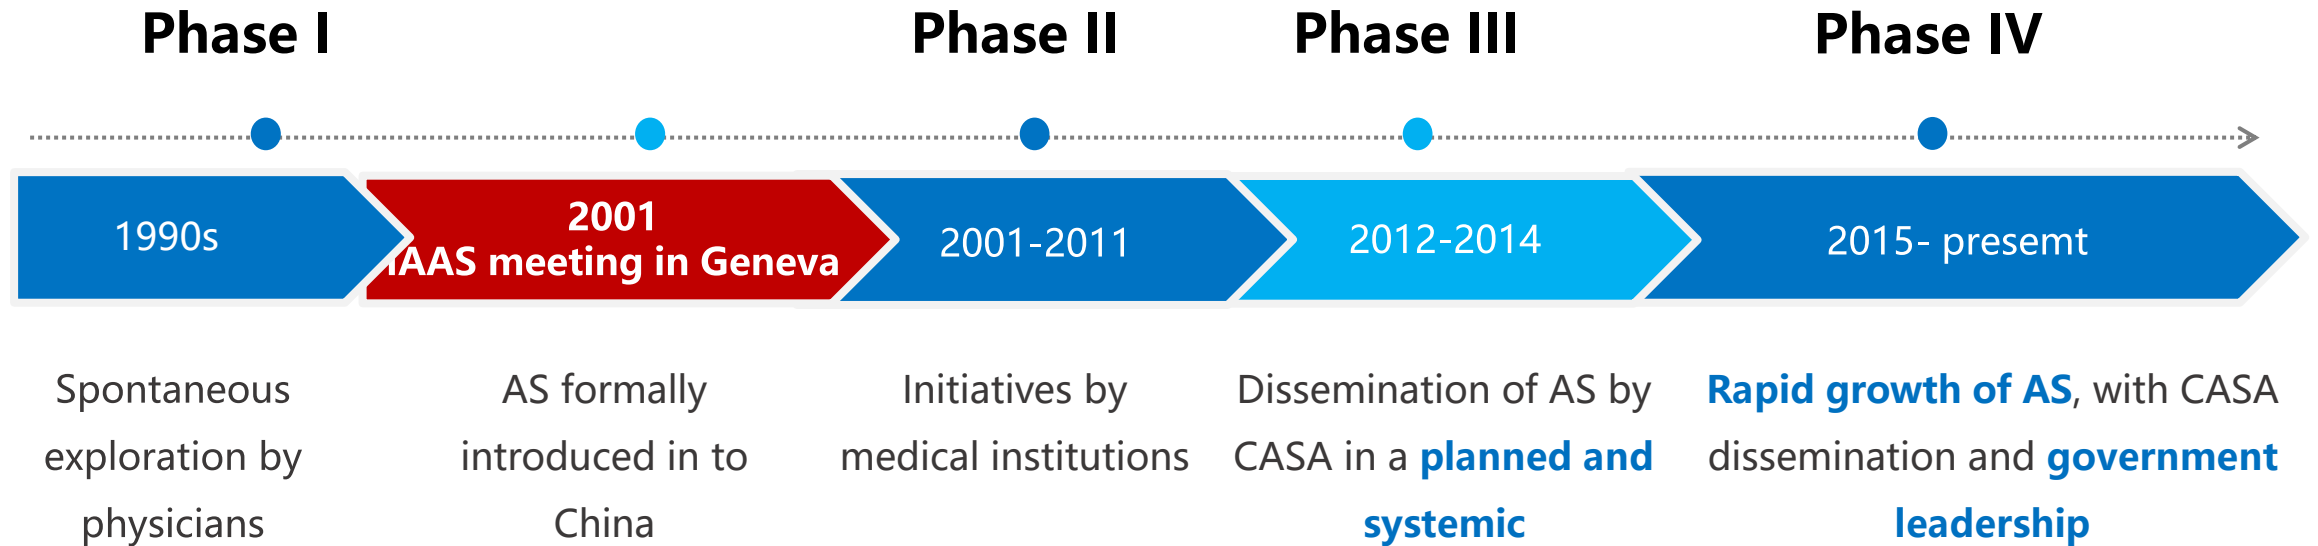 Phase I
Phase II
Phase III
Phase IV
1990s
2001
IAAS meeting in Geneva
2001-2011
2012-2014
2015- presemt
Spontaneous
exploration by
physicians
AS formally
introduced in to
China
Initiatives by
medical institutions
Dissemination of AS by
CASA in a planned and
systemic
Rapid growth of AS, with CASA
dissemination and government
leadership